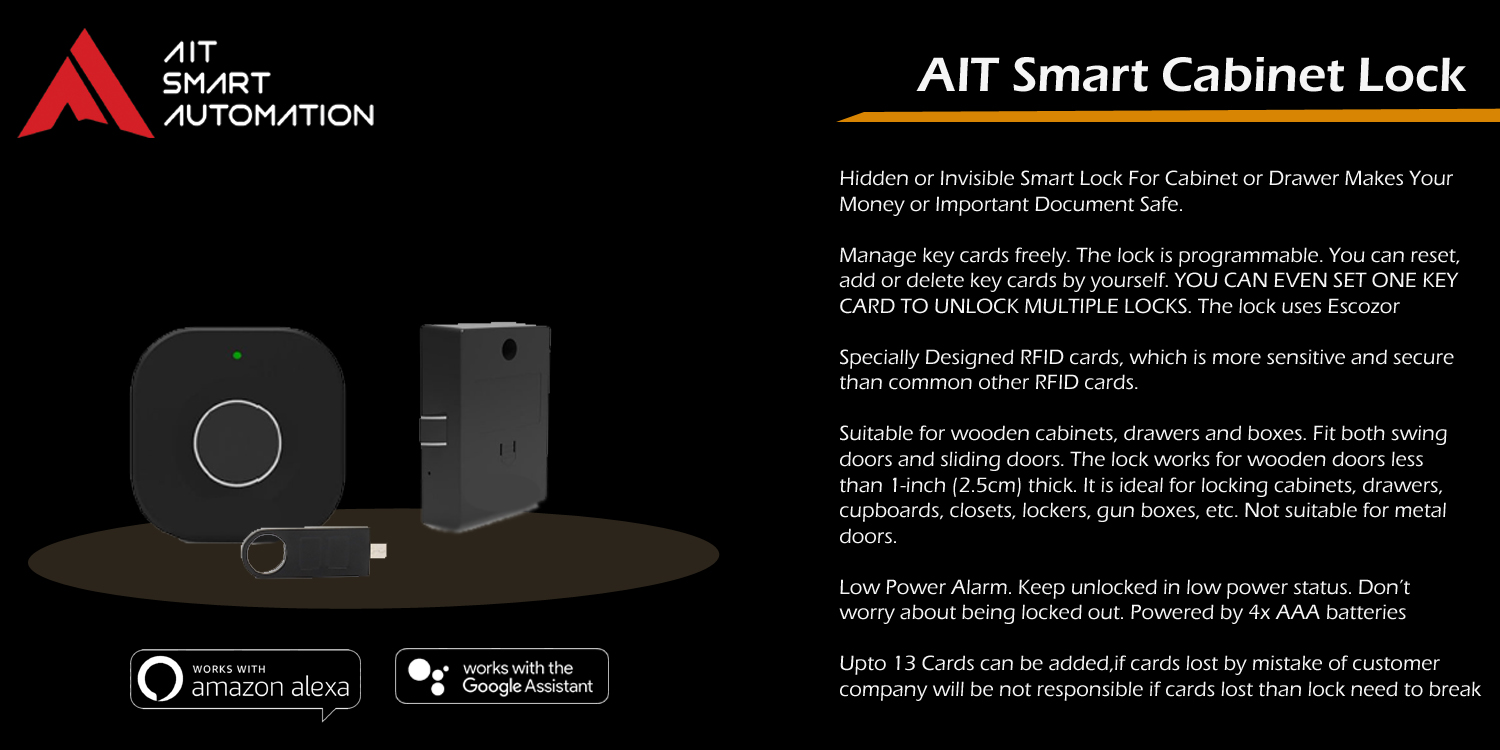 AIT
SMART
AUTOMATION
AIT Smart Cabinet Lock
Hidden or Invisible Smart Lock For Cabinet or Drawer Makes Your
Money or Important Document Safe.
Manage key cards freely. The lock is programmable. You can reset,
add or delete key cards by yourself. YOU CAN EVEN SET ONE KEY
CARD TO UNLOCK MULTIPLE LOCKS. The lock uses Escozor
Specially Designed RFID cards, which is more sensitive and secure
than common other RFID cards.
Suitable for wooden cabinets, drawers and boxes. Fit both swing
doors and sliding doors. The lock works for wooden doors less
than 1-inch (2.5cm) thick. It is ideal for locking cabinets, drawers,
cupboards, closets, lockers, gun boxes, etc. Not suitable for metal
doors.
Low Power Alarm. Keep unlocked in low power status. Don't
worry about being locked out. Powered by 4x AAA batteries
Upto 13 Cards can be added,if cards lost by mistake of customer
company will be not responsible if cards lost than lock need to break
WORKS WITH
amazon alexa
works with the
Google Assistant